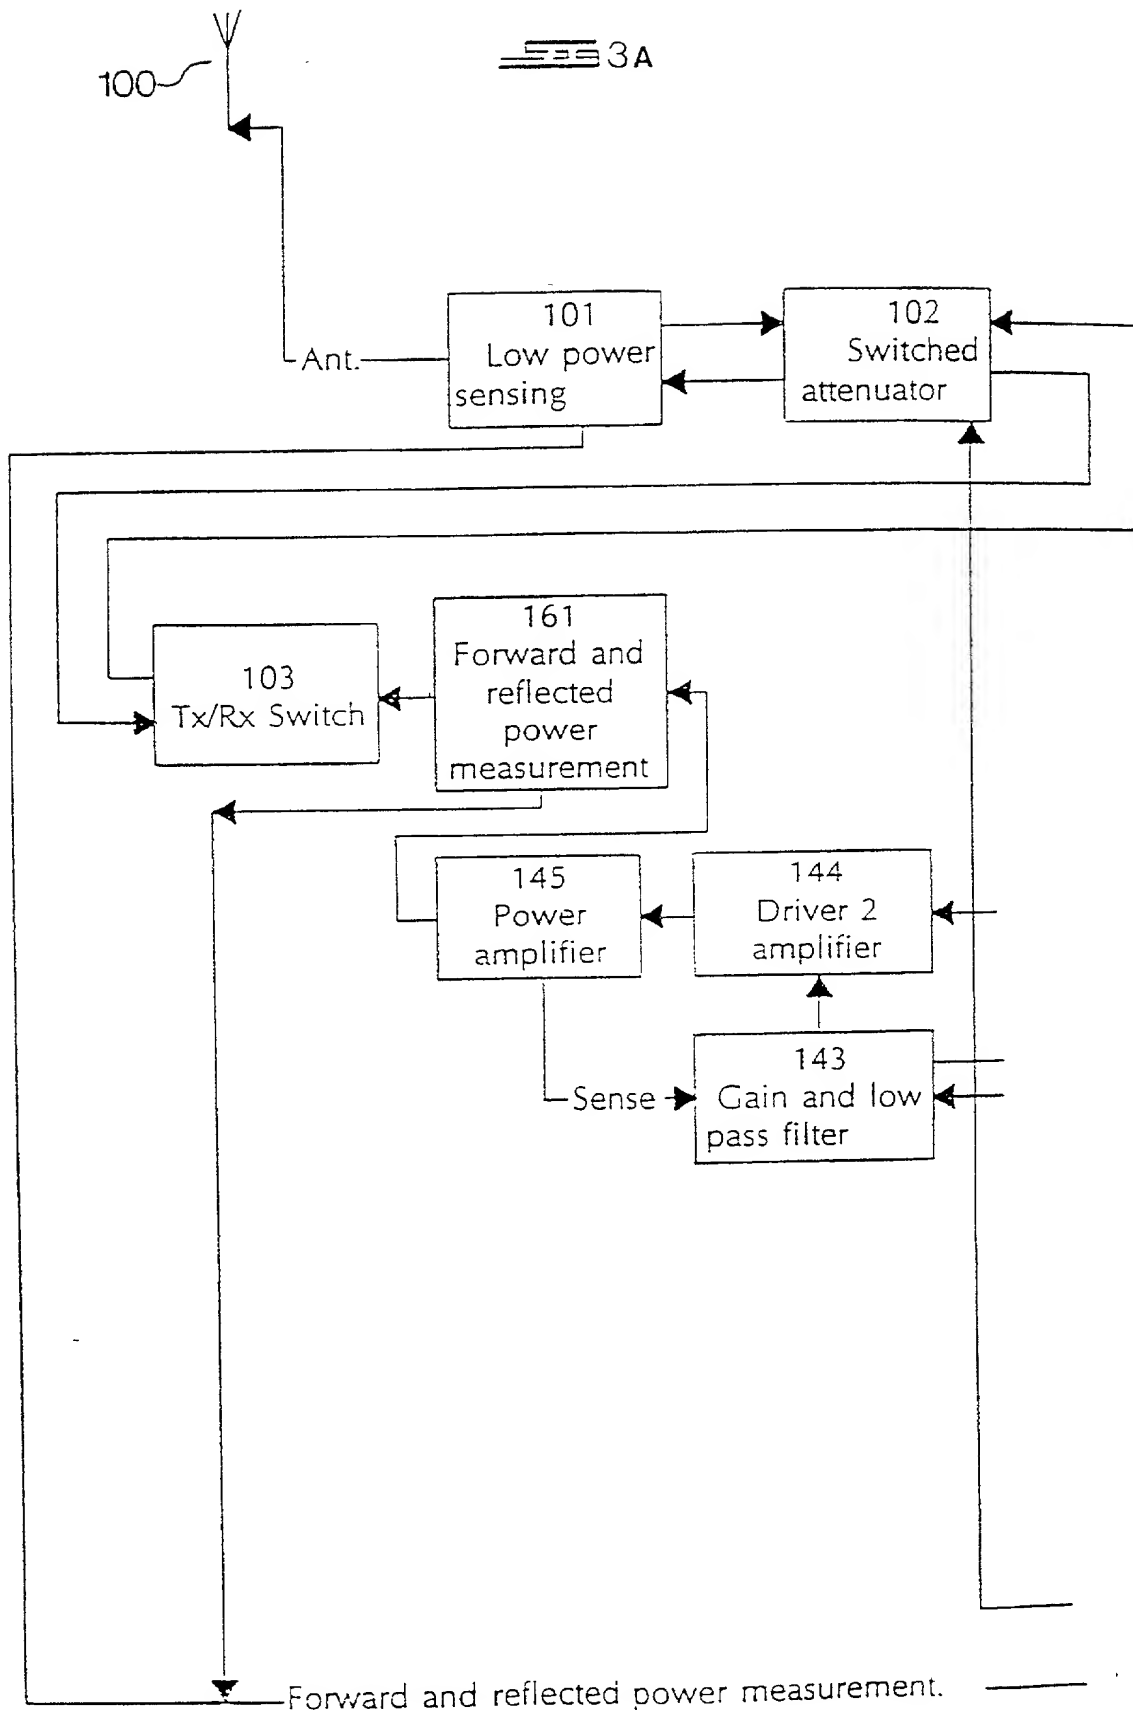 3A
100
101
Low power
sensing
102
Switched
attenuator
Ant.
161
Forward and
reflected
power
measurement
103
Tx/Rx Switch
145
Power
amplifier
144
Driver 2
amplifier
143
Gain and low
pass filter
Sense
Forward and reflected power measurement.